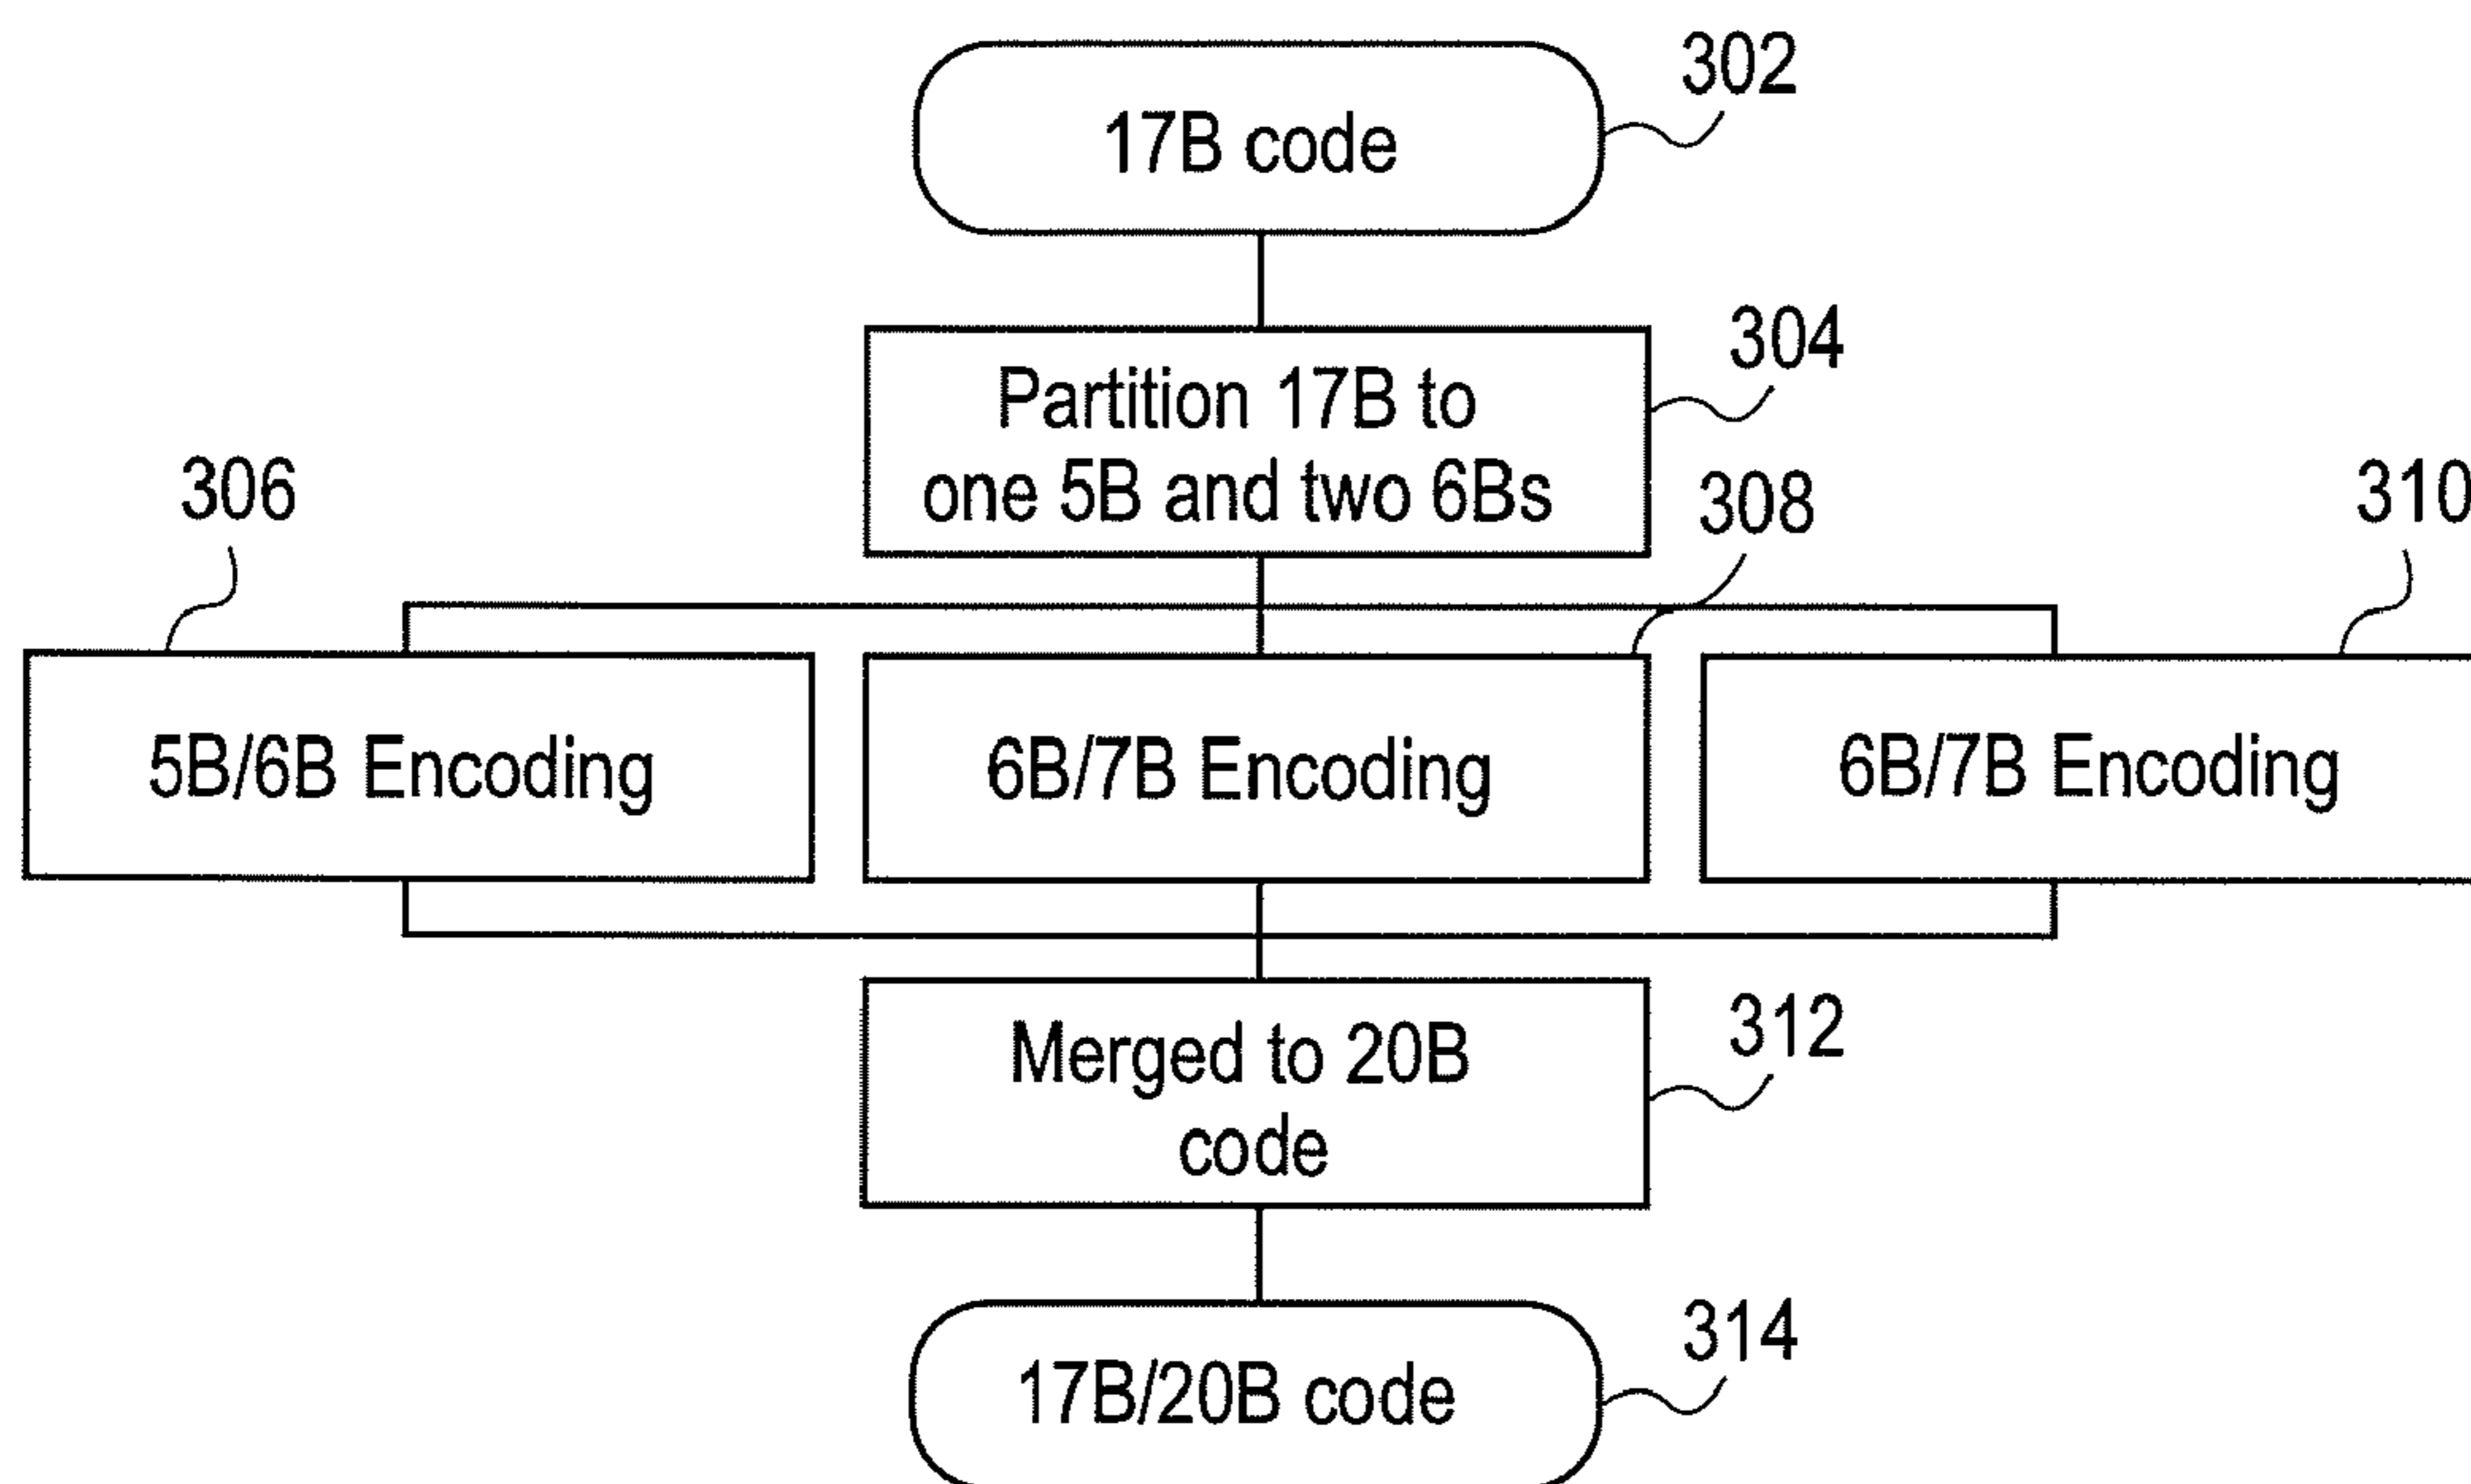 302
17B code
304
Partition 17B to
one 5B and two 6Bs
306
308
310
5B/6B Encoding
6B/7B Encoding
6B/7B Encoding
312
Merged to 20B
code
314
17B/20B code